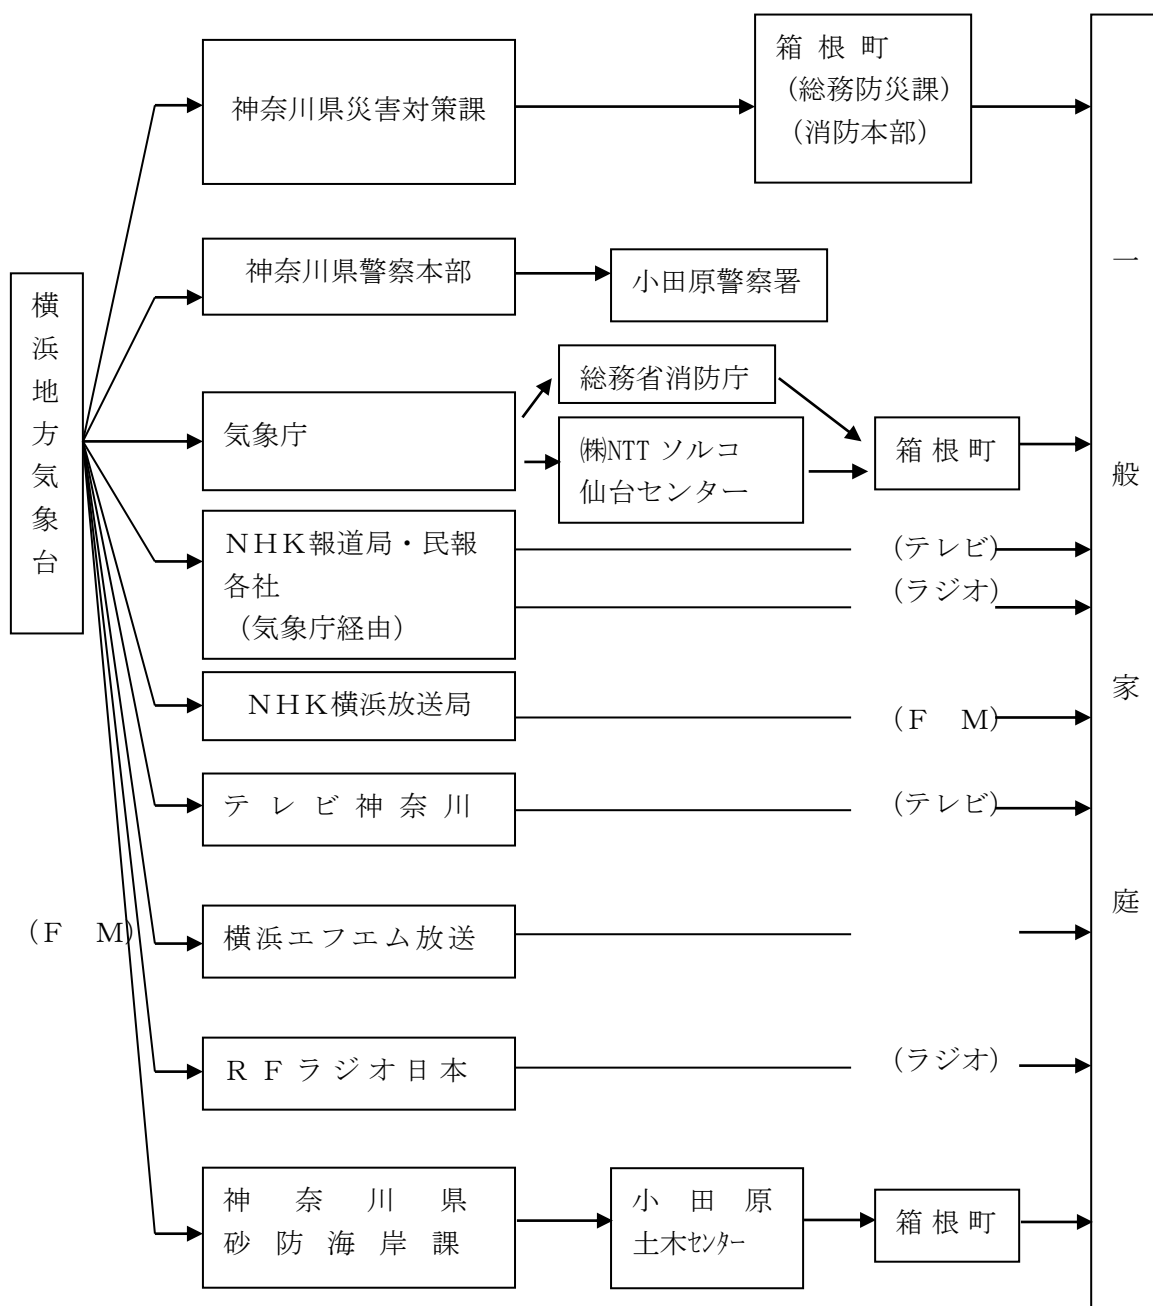 横浜地方気象台
神奈川県災害対策課
箱根町
（総務防災課）
（消防本部）
神奈川県警察本部
小田原警察署
気象庁
総務省消防庁
㈱NTTソルコ
仙台センター
箱根町
ＮＨＫ報道局・民報
各社
（気象庁経由）
（テレビ）
（ラジオ）
ＮＨＫ横浜放送局
（Ｆ　Ｍ）
テレビ神奈川
（テレビ）
横浜エフエム放送
（Ｆ　Ｍ）
ＲＦラジオ日本
（ラジオ）
神奈川県
砂防海岸課
小田原
土木ｾﾝﾀｰ
箱根町
一般家庭